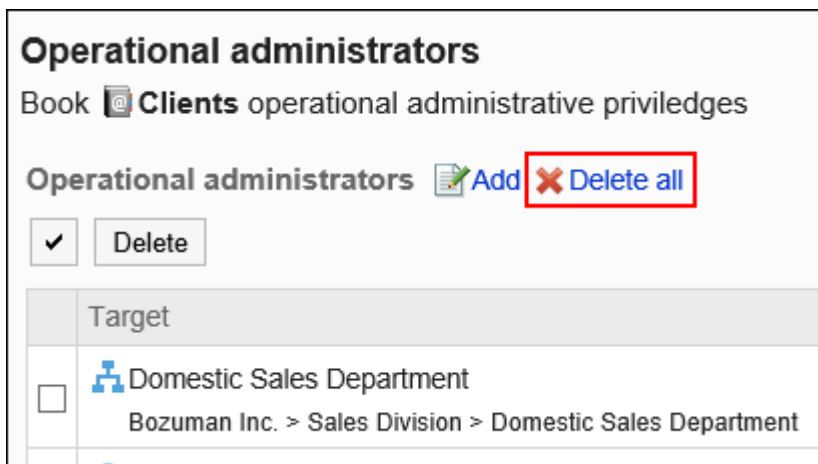 Operational administrators
Book Clients operational administrative priviledges
Operational administrators Add Delete all
Delete
Target
Domestic Sales Department
Bozuman Inc. > Sales Division > Domestic Sales Department